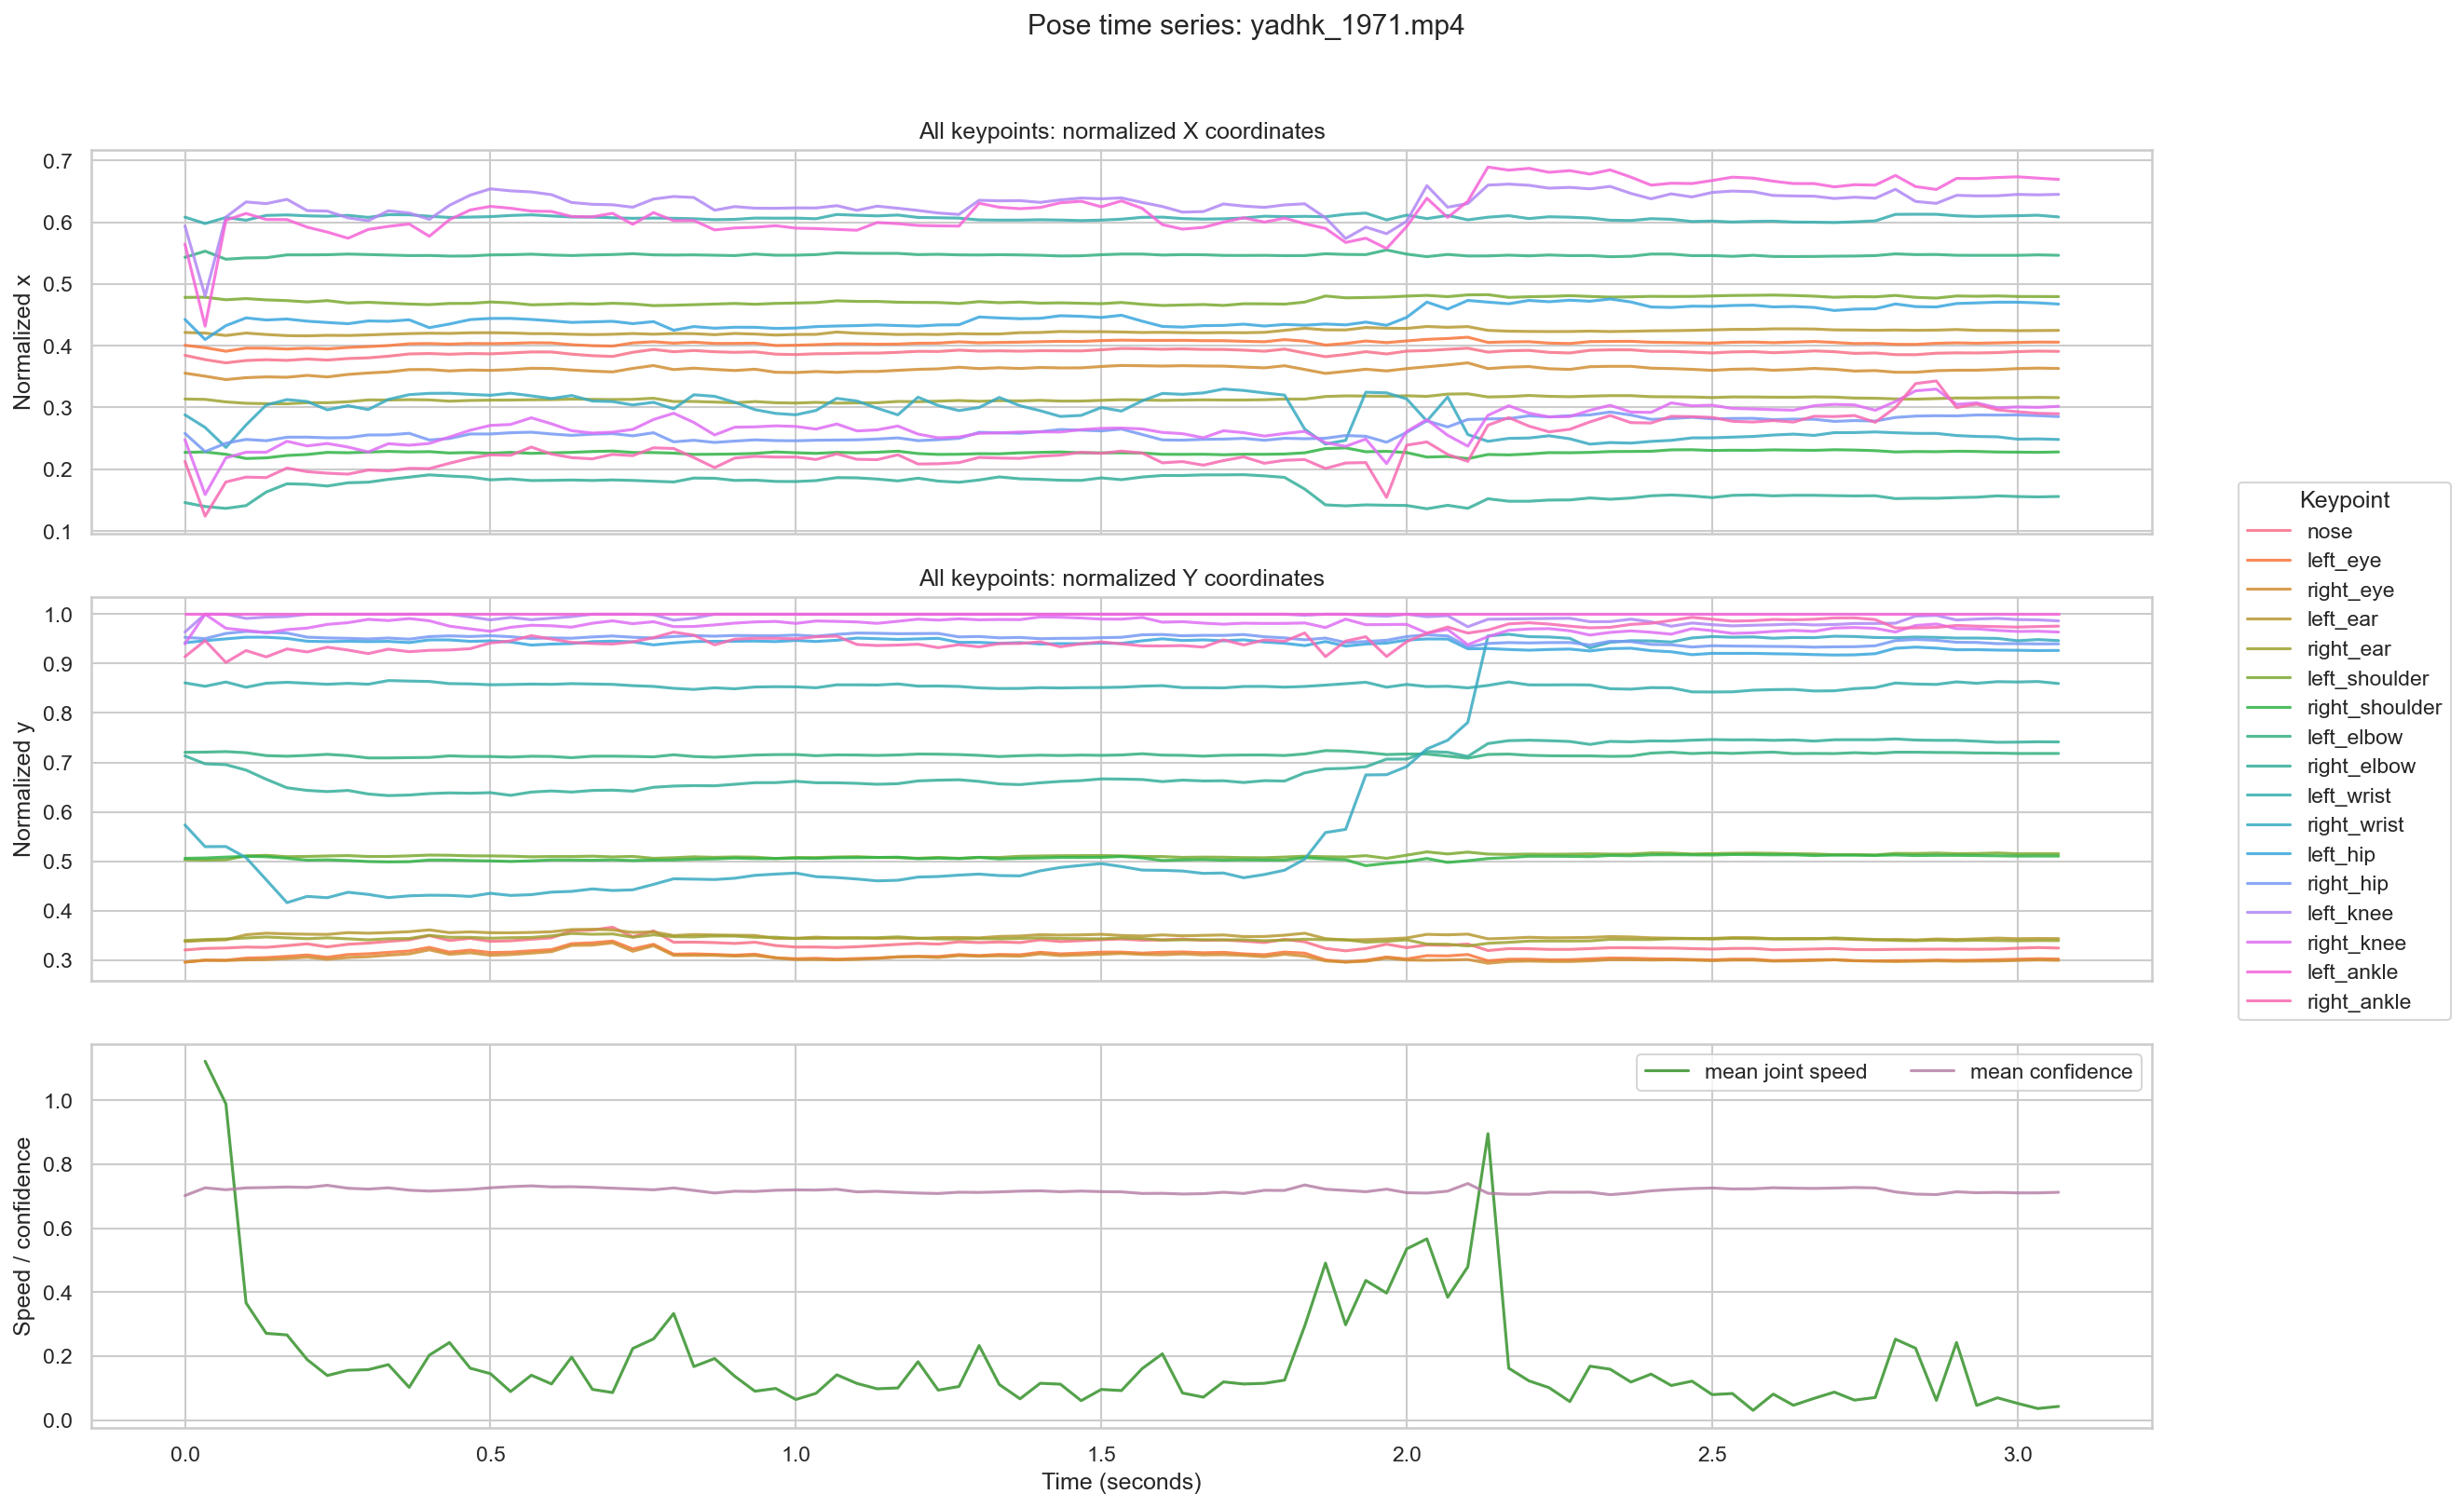 Pose time series: yadhk_1971.mp4
All keypoints: normalized X coordinates
Normalized x
0.7
0.6
0.5
0.4
0.3
0.2
0.1
All keypoints: normalized Y coordinates
Normalized y
1.0
0.9
0.8
0.7
0.6
0.5
0.4
0.3
Keypoint
nose
left_eye
right_eye
left_ear
right_ear
left_shoulder
right_shoulder
left_elbow
right_elbow
left_wrist
right_wrist
left_hip
right_hip
left_knee
right_knee
left_ankle
right_ankle
mean joint speed mean confidence
Speed / confidence
1.0
0.8
0.6
0.4
0.2
0.0
0.0 0.5 1.0 1.5 2.0 2.5 3.0
Time (seconds)